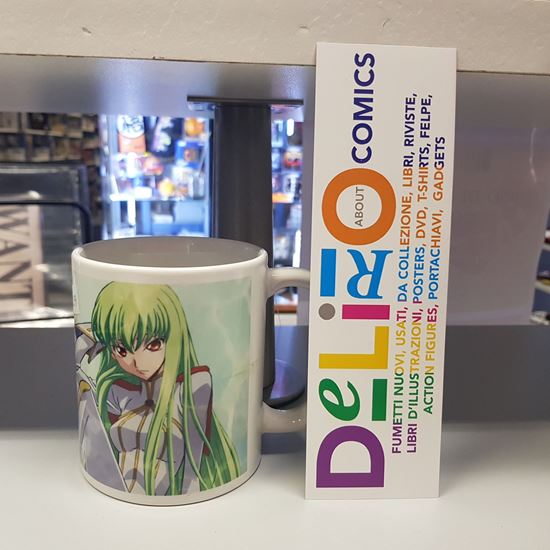 DeLiRiO
ABOUT
COMICS
FUMETTI NUOVI, USATI, DA COLLEZIONE, LIBRI, RIVISTE,
LIBRI D'ILLUSTRAZIONI, POSTERS, DVD, T-SHIRTS, FELPE,
ACTION FIGURES, PORTACHIAVI, GADGETS
WANT